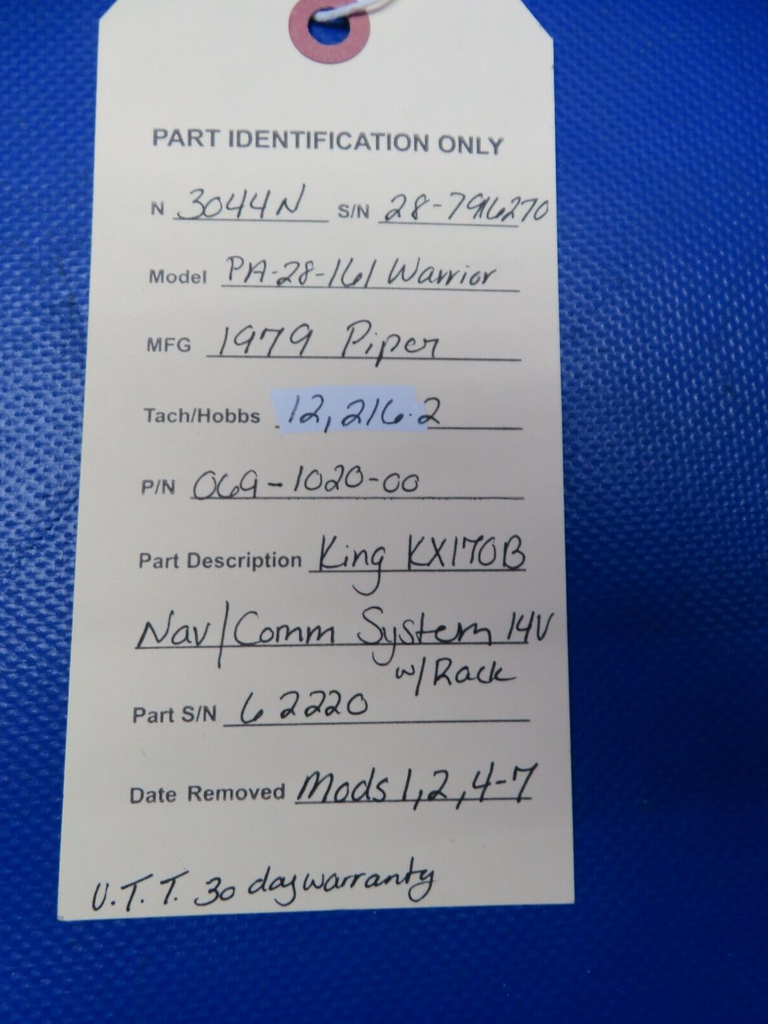 PART IDENTIFICATION ONLY
N 3044N S/N 28-7916270
Model PA-28-161 Warrior
MFG 1979 Piper
Tach/Hobbs 12,216.2
P/N 069-1020-00
Part Description King KX170B
Nav/Comm System 14V
w/Rack
Part S/N 62220
Date Removed Mods 1,2,4-7
U.T.T. 30 day warranty